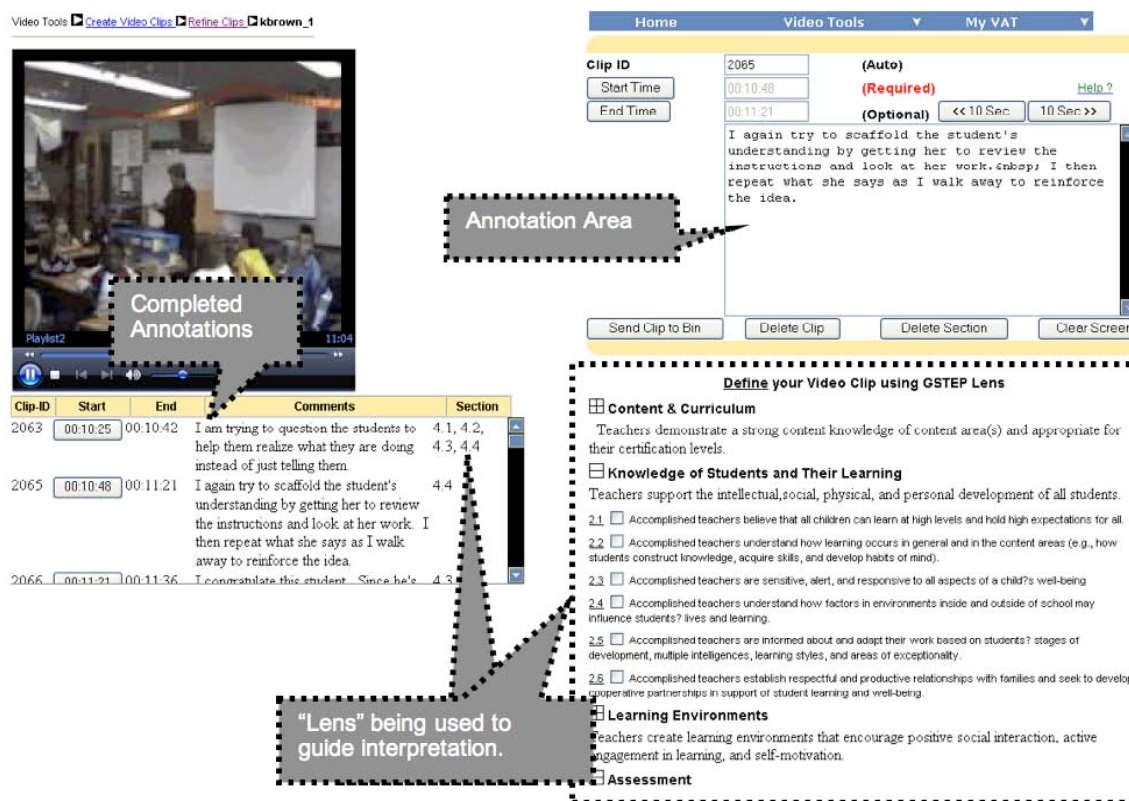 Video Tools Create Video Clips Refine Clips kbrown_1
Playlist2
11:04
Completed
Annotations
Clip-ID Start End Comments Section
2063 00:10:25 00:10:42 I am trying to question the students to 4.1, 4.2,
help them realize what they are doing 4.3, 4.4
instead of just telling them.
2065 00:10:48 00:11:21 I again try to scaffold the student's 4.4
understanding by getting her to review
the instructions and look at her work. I
then repeat what she says as I walk
away to reinforce the idea.
2066 00:11:21 00:11:36 I congratulate this student. Since he's 4.3
"Lens" being used to
guide interpretation.
Home Video Tools My VAT
Clip ID 2065 (Auto)
Start Time 00:10:48 (Required) Help ?
End Time 00:11:21 (Optional) << 10 Sec 10 Sec >>
I again try to scaffold the student's
understanding by getting her to review the
instructions and look at her work.&nbsp; I then
repeat what she says as I walk away to reinforce
the idea.
Annotation Area
Send Clip to Bin Delete Clip Delete Section Clear Screen
Define your Video Clip using GSTEP Lens
Content & Curriculum
Teachers demonstrate a strong content knowledge of content area(s) and appropriate for
their certification levels.
Knowledge of Students and Their Learning
Teachers support the intellectual,social, physical, and personal development of all students.
2.1 Accomplished teachers believe that all children can learn at high levels and hold high expectations for all.
2.2 Accomplished teachers understand how learning occurs in general and in the content areas (e.g., how
students construct knowledge, acquire skills, and develop habits of mind).
2.3 Accomplished teachers are sensitive, alert, and responsive to all aspects of a child?s well-being
2.4 Accomplished teachers understand how factors in environments inside and outside of school may
influence students? lives and learning.
2.5 Accomplished teachers are informed about and adapt their work based on students? stages of
development, multiple intelligences, learning styles, and areas of exceptionality.
2.6 Accomplished teachers establish respectful and productive relationships with families and seek to develop
cooperative partnerships in support of student learning and well-being.
Learning Environments
Teachers create learning environments that encourage positive social interaction, active
engagement in learning, and self-motivation.
Assessment